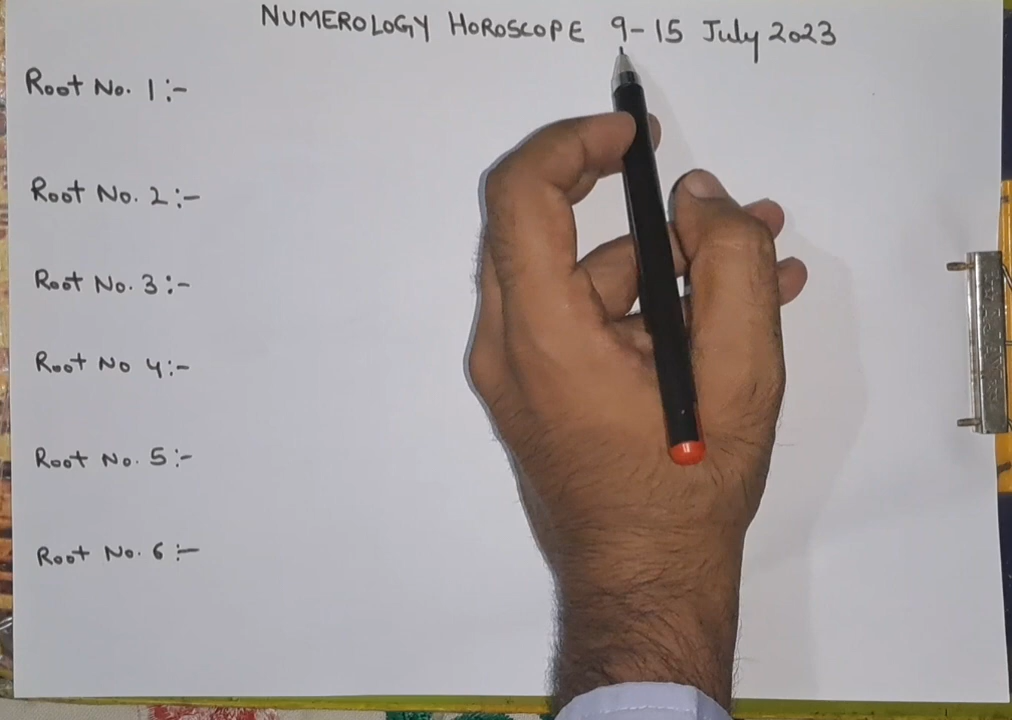 NUMEROLOGY HOROSCOPE 9-15 July 2023
Root No. 1:-
Root No. 2:-
Root No. 3:-
Root No 4:-
Root No. 5:-
Root No. 6:-